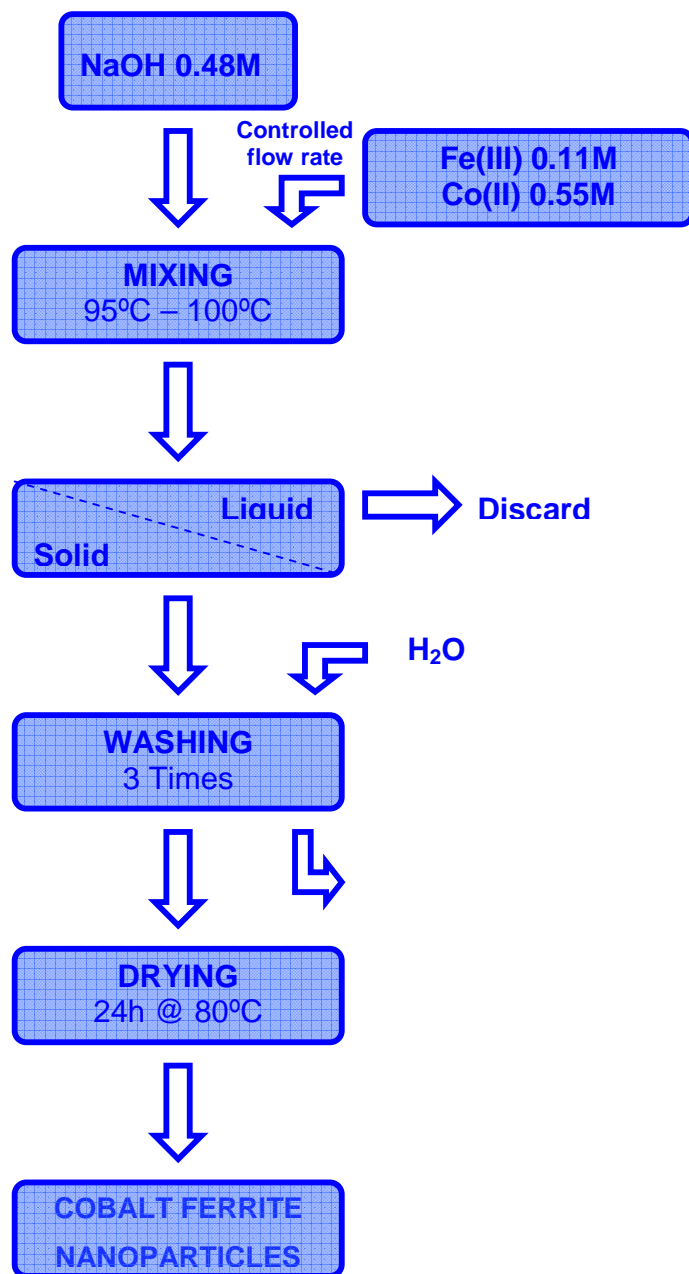 NaOH 0.48M
Controlled
flow rate
Fe(III) 0.11M
Co(II) 0.55M
MIXING
95ºC – 100ºC
Liquid
Discard
Solid
H₂O
WASHING
3 Times
DRYING
24h @ 80ºC
COBALT FERRITE
NANOPARTICLES